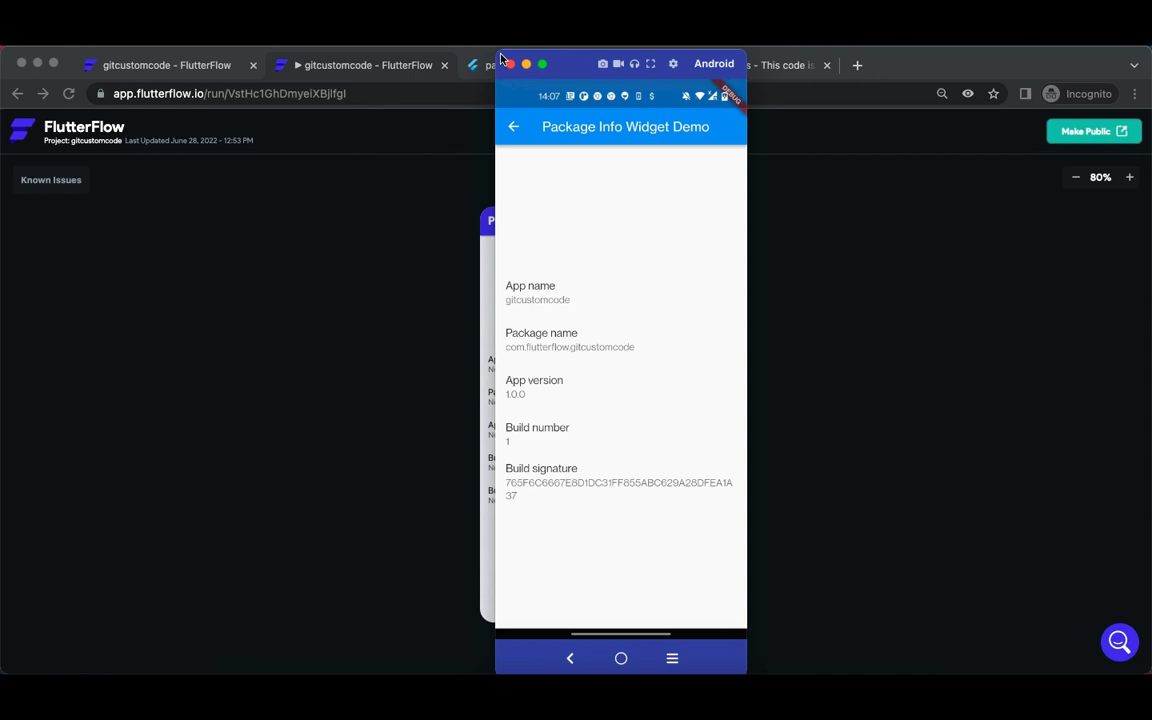 gitcustomcode - FlutterFlow
gitcustomcode - FlutterFlow
pa
s - This code is
Android
app.flutterflow.io/run/VstHc1GhDmyeiXBjlfgl
Incognito
14:07
DEBUG
FlutterFlow
Project: gitcustomcode Last Updated June 28, 2022 - 12:53 PM
Package Info Widget Demo
Make Public
Known Issues
80%
P
App name
gitcustomcode
Package name
com.flutterflow.gitcustomcode
App version
1.0.0
Build number
1
Build signature
765F6C6667E8D1DC31FF855ABC629A28DFEA1A
37